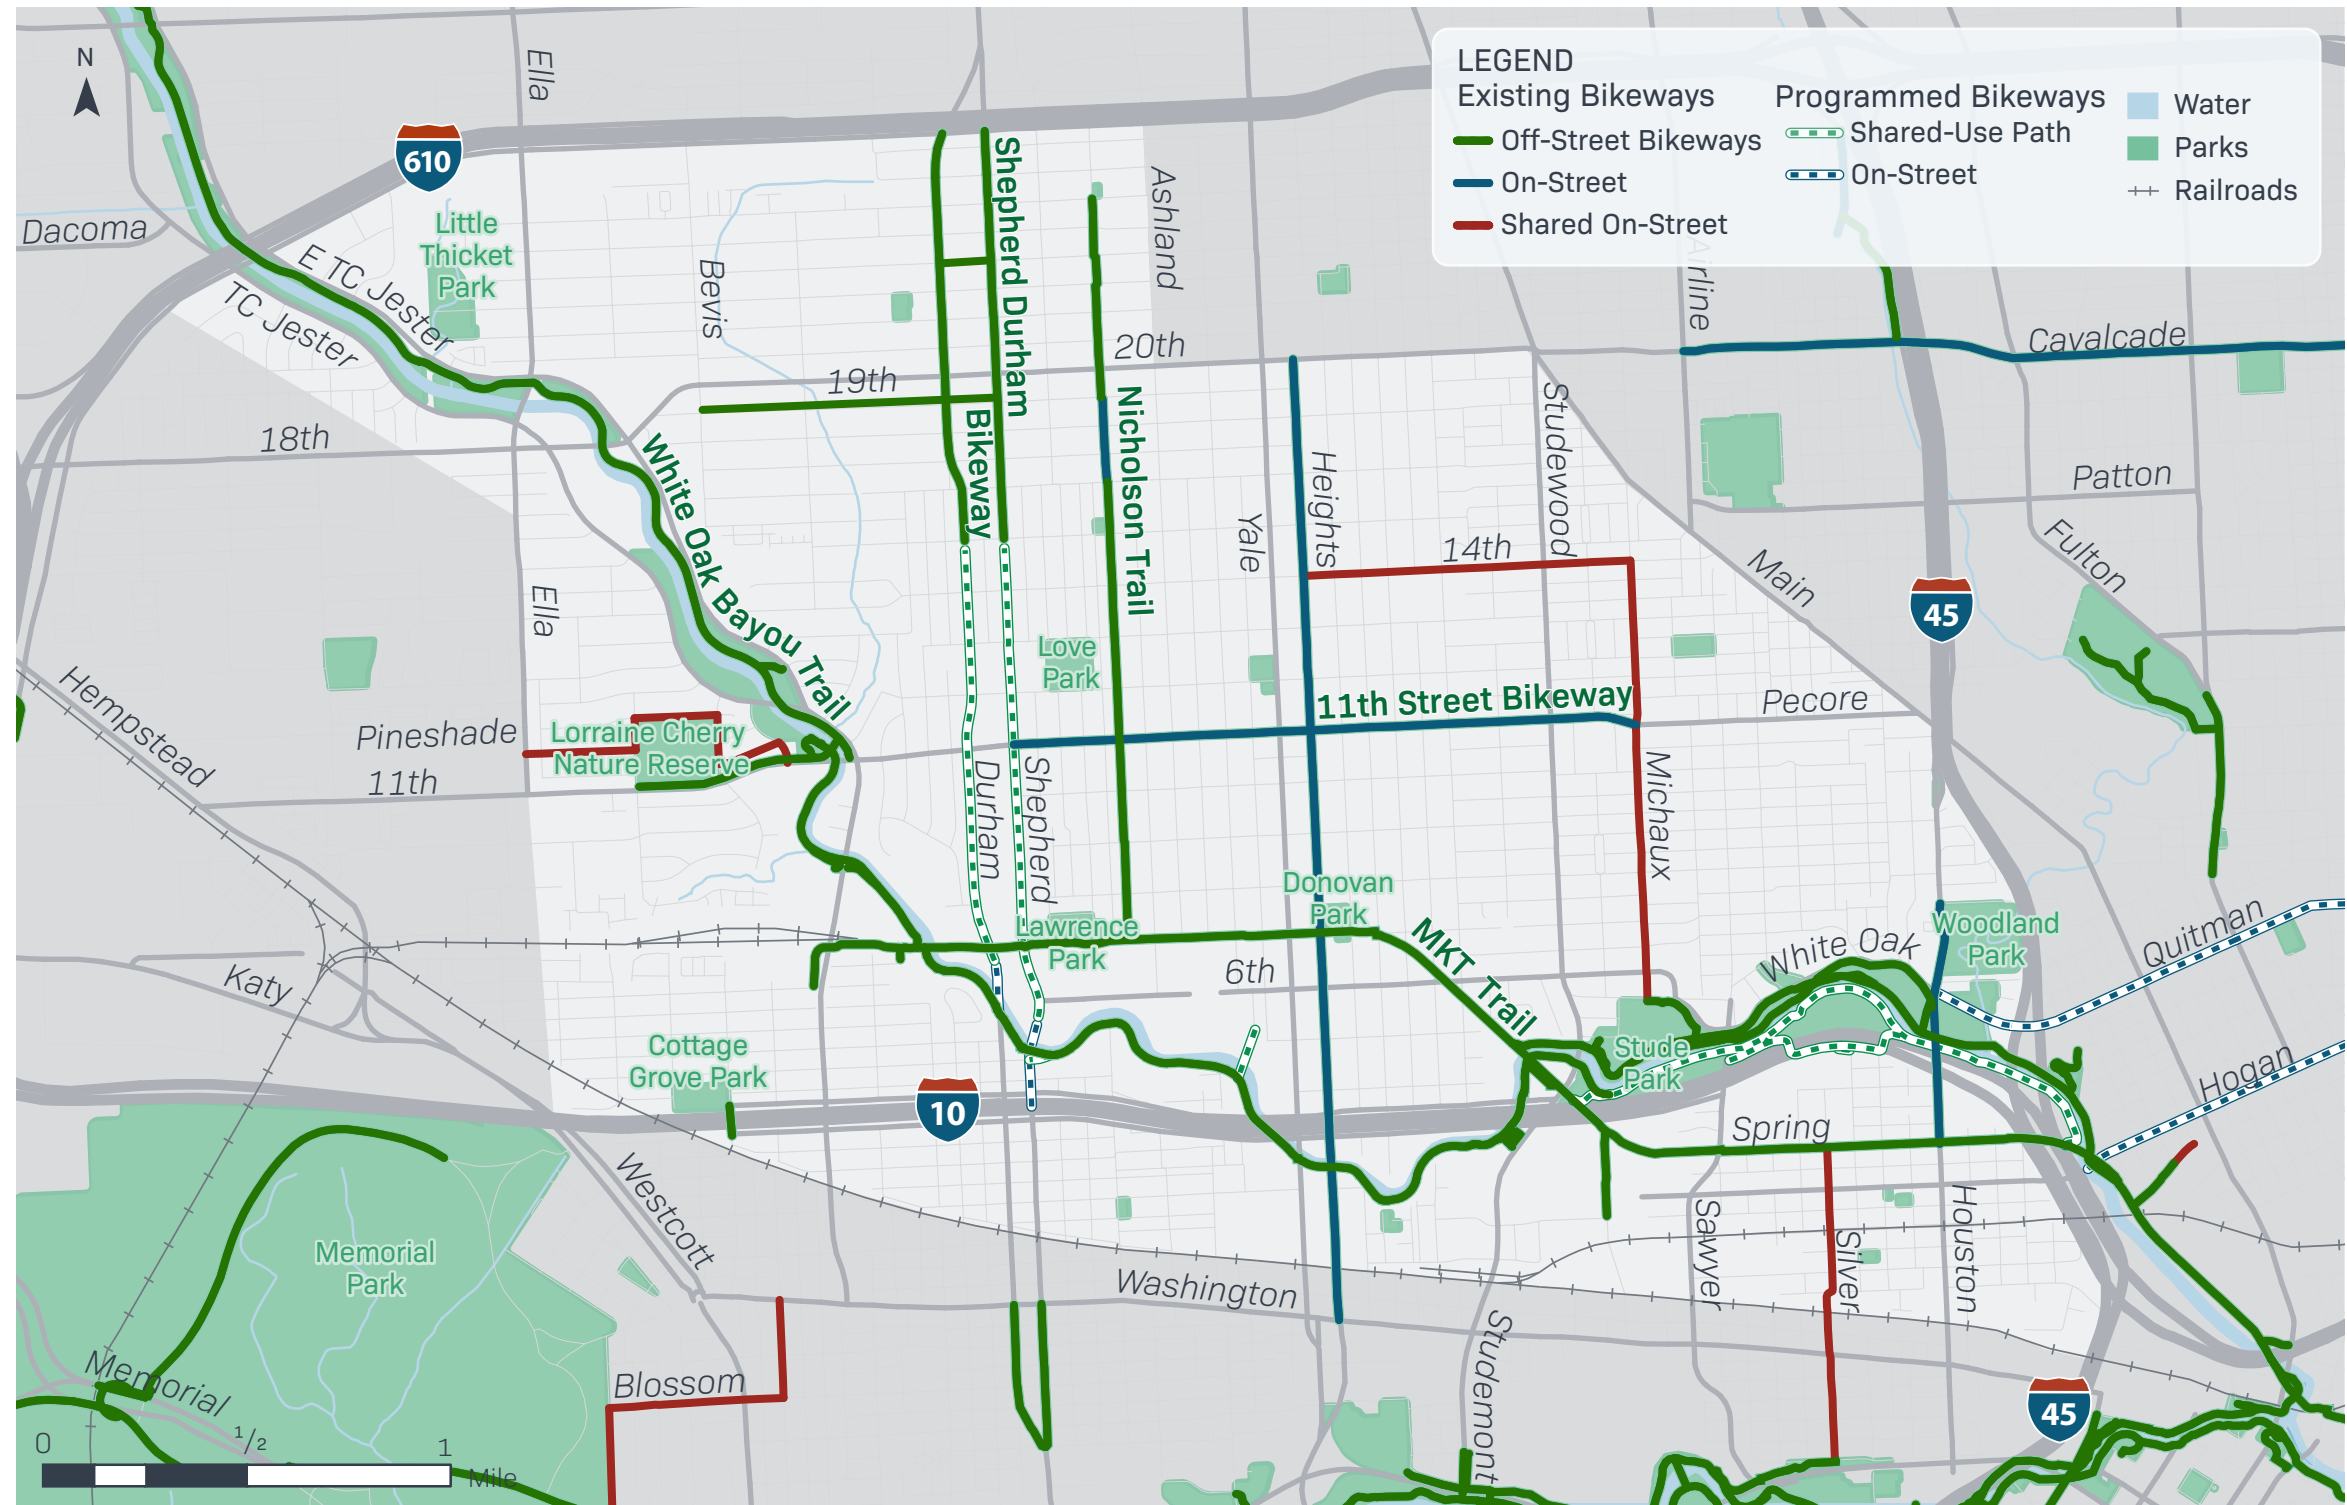 LEGEND
Existing Bikeways
Off-Street Bikeways
On-Street
Shared On-Street
Programmed Bikeways
Shared-Use Path
On-Street
Water
Parks
Railroads
N
Ella
610
Dacoma
Little
Thicket
Park
E TC Jester
TC Jester
Bevis
Shepherd Durham
Bikeway
Ashland
Airline
20th
19th
Cavalcade
18th
White Oak Bayou Trail
Nicholson Trail
Heights
Studewood
Patton
Yale
14th
Main
Fulton
45
Ella
Love
Park
Hempstead
Pineshade
Lorraine Cherry
Nature Reserve
11th
11th Street Bikeway
Pecore
Durham
Shepherd
Michaux
Donovan
Park
Lawrence
Park
MKT Trail
6th
White Oak
Woodland
Park
Quitman
Katy
Cottage
Grove Park
10
Stude
Park
Hogan
Spring
Westcott
Memorial
Park
Sawyer
Silver
Houston
Washington
Studemont
Memorial
Blossom
45
0
1/2
1
Mile